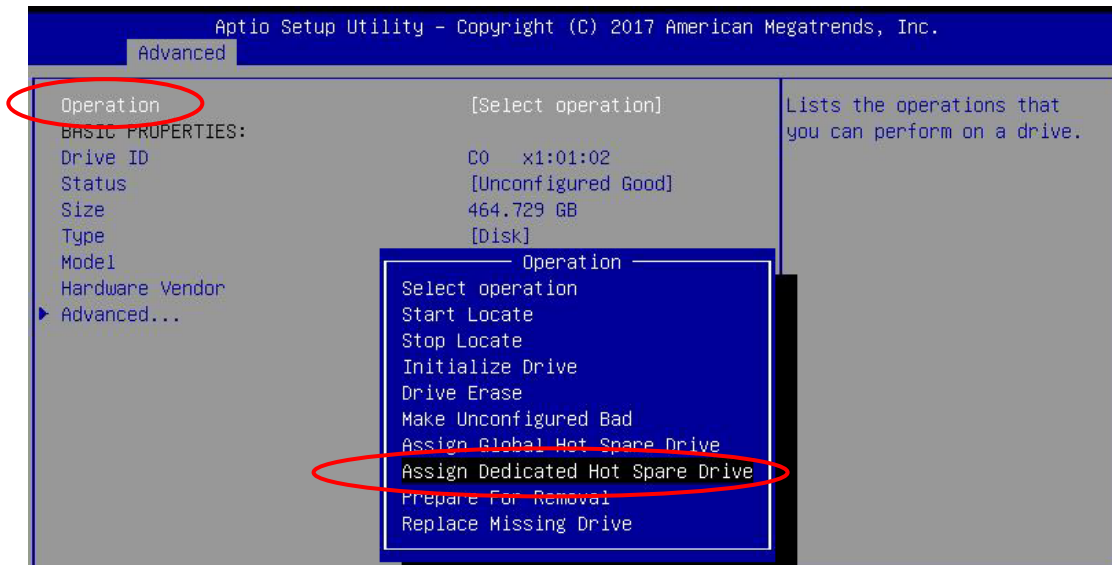 Aptio Setup Utility – Copyright (C) 2017 American Megatrends, Inc.
Advanced
Operation [Select operation]
BASIC PROPERTIES:
Drive ID C0 x1:01:02
Status [Unconfigured Good]
Size 464.729 GB
Type [Disk]
Model
Hardware Vendor
Advanced...
Lists the operations that
you can perform on a drive.
Operation
Select operation
Start Locate
Stop Locate
Initialize Drive
Drive Erase
Make Unconfigured Bad
Assign Global Hot Spare Drive
Assign Dedicated Hot Spare Drive
Prepare For Removal
Replace Missing Drive